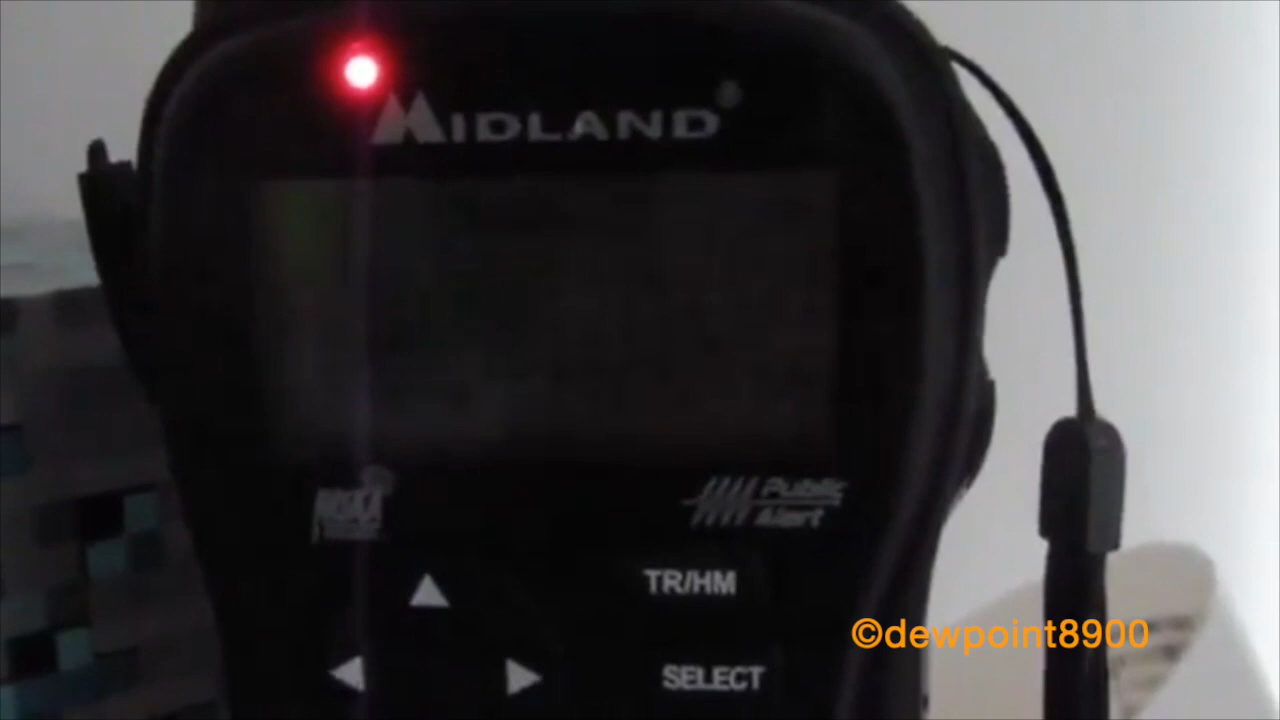 MIDLAND®
Public
Alert
TR/HM
©dewpoint8900
SELECT